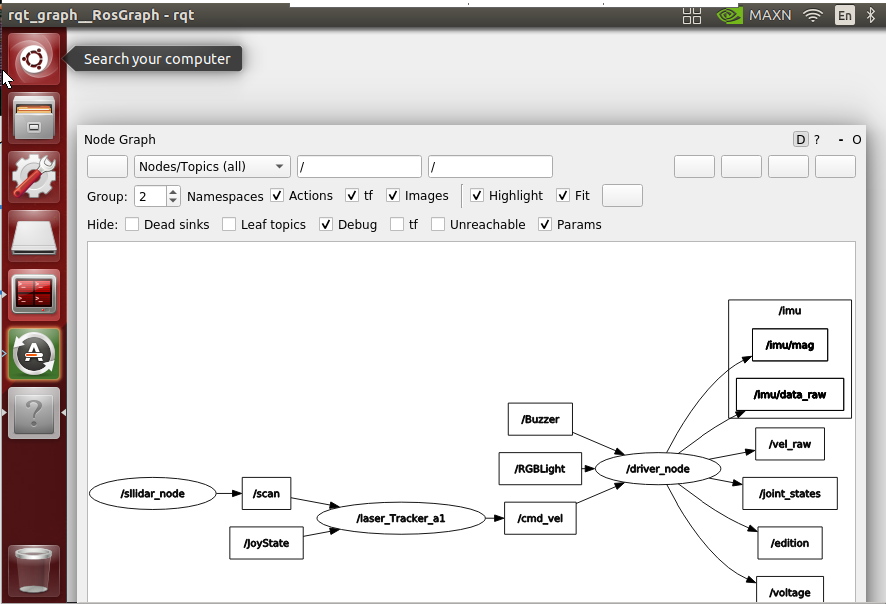 rqt_graph__RosGraph - rqt
MAXN
En
Search your computer
Node Graph
D ? - O
Nodes/Topics (all)
/
/
Group: 2 Namespaces Actions tf Images Highlight Fit
Hide: Dead sinks Leaf topics Debug tf Unreachable Params
/imu
/imu/mag
/imu/data_raw
/Buzzer
/vel_raw
/RGBLight
/driver_node
/sllidar_node
/scan
/joint_states
/laser_Tracker_a1
/cmd_vel
/JoyState
/edition
/voltage